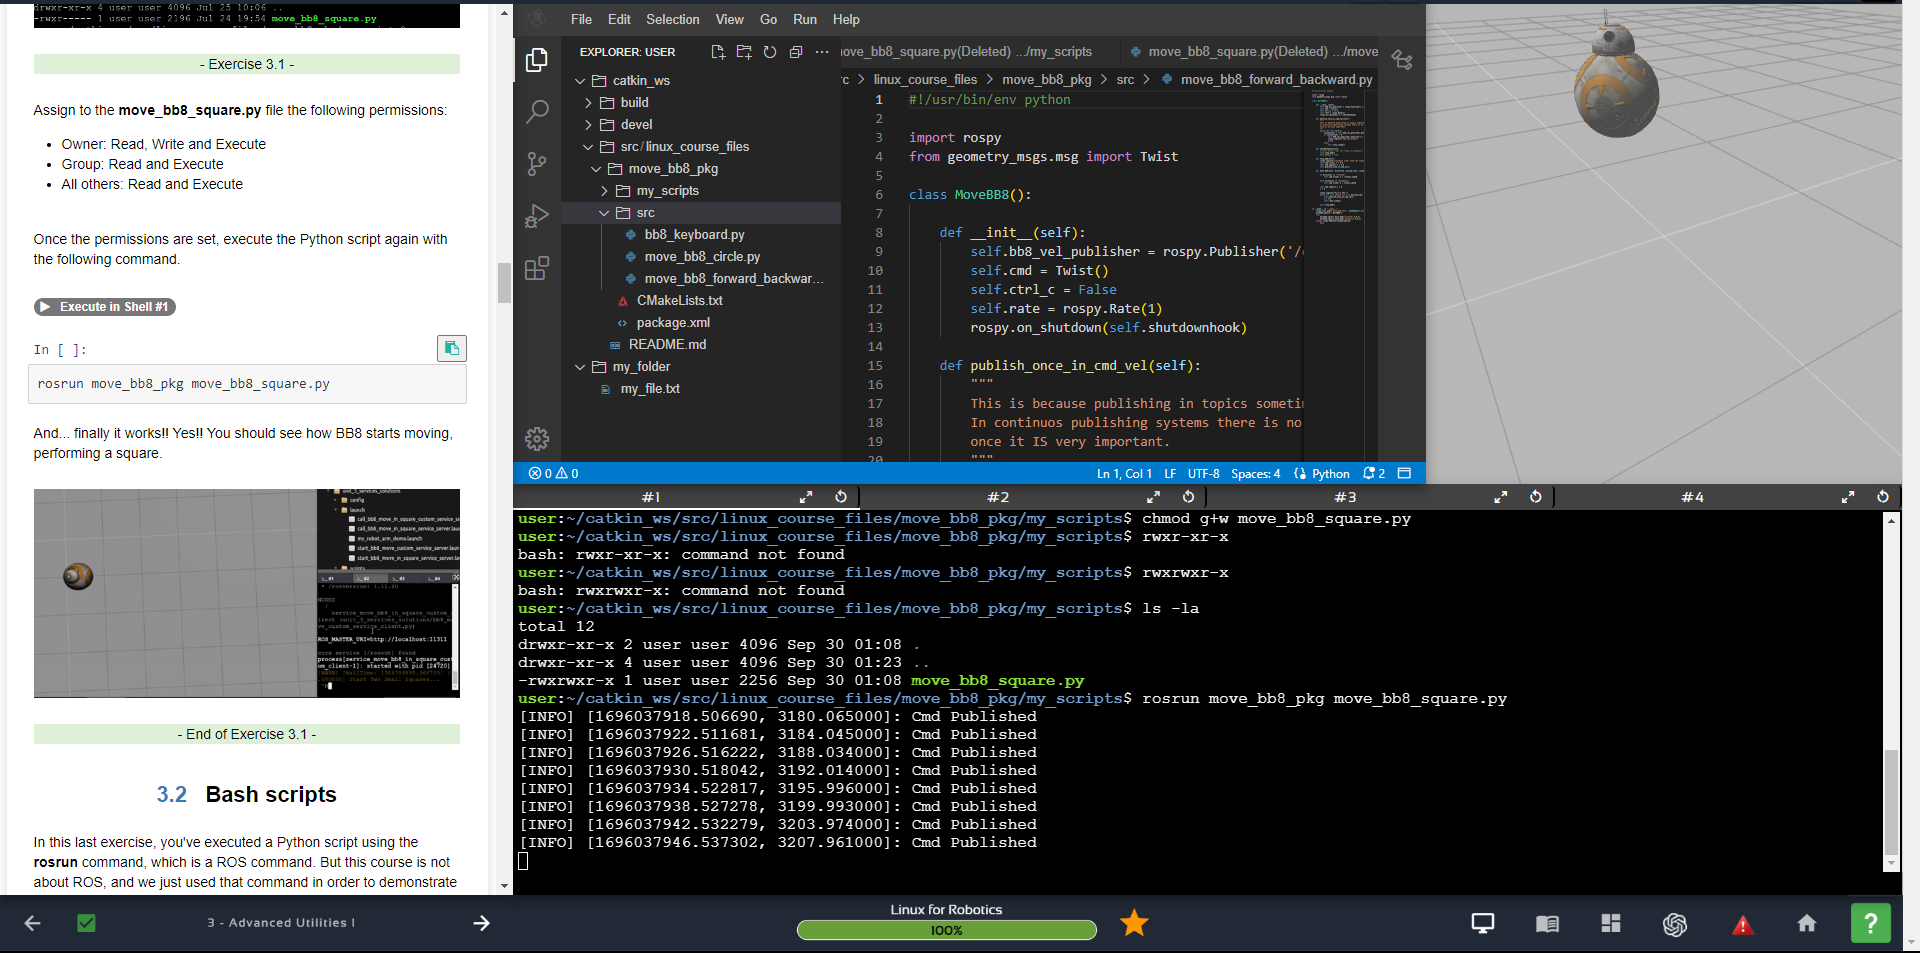 drwxr-xr-x 4 user user 4096 Jul 25 10:06 ..
-rwxr----- 1 user user 2196 Jul 24 19:54 move_bb8_square.py
- Exercise 3.1 -
Assign to the move_bb8_square.py file the following permissions:
• Owner: Read, Write and Execute
• Group: Read and Execute
• All others: Read and Execute
Once the permissions are set, execute the Python script again with
the following command.
Execute in Shell #1
In [ ]:
rosrun move_bb8_pkg move_bb8_square.py
And... finally it works!! Yes!! You should see how BB8 starts moving,
performing a square.
config
launch
my_robot_arm_demo.launch
NODES
/
ROS_MASTER_URI=http://localhost:11311
- End of Exercise 3.1 -
3.2 Bash scripts
In this last exercise, you've executed a Python script using the
rosrun command, which is a ROS command. But this course is not
about ROS, and we just used that command in order to demonstrate
File Edit Selection View Go Run Help
EXPLORER: USER
catkin_ws
build
devel
src/linux_course_files
move_bb8_pkg
my_scripts
src
bb8_keyboard.py
move_bb8_circle.py
move_bb8_forward_backwar...
CMakeLists.txt
package.xml
README.md
my_folder
my_file.txt
ove_bb8_square.py(Deleted) .../my_scripts
move_bb8_square.py(Deleted) .../move
rc > linux_course_files > move_bb8_pkg > src > move_bb8_forward_backward.py
1 #!/usr/bin/env python
2
3 import rospy
4 from geometry_msgs.msg import Twist
5
6 class MoveBB8():
7
8 def __init__(self):
9 self.bb8_vel_publisher = rospy.Publisher('/
10 self.cmd = Twist()
11 self.ctrl_c = False
12 self.rate = rospy.Rate(1)
13 rospy.on_shutdown(self.shutdownhook)
14
15 def publish_once_in_cmd_vel(self):
16 """
17 This is because publishing in topics someti
18 In continuos publishing systems there is no
19 once it IS very important.
20 """
0 0
Ln 1, Col 1 LF UTF-8 Spaces: 4 Python 2
#1 #2 #3 #4
user:~/catkin_ws/src/linux_course_files/move_bb8_pkg/my_scripts$ chmod g+w move_bb8_square.py
user:~/catkin_ws/src/linux_course_files/move_bb8_pkg/my_scripts$ rwxr-xr-x
bash: rwxr-xr-x: command not found
user:~/catkin_ws/src/linux_course_files/move_bb8_pkg/my_scripts$ rwxrwxr-x
bash: rwxrwxr-x: command not found
user:~/catkin_ws/src/linux_course_files/move_bb8_pkg/my_scripts$ ls -la
total 12
drwxr-xr-x 2 user user 4096 Sep 30 01:08 .
drwxr-xr-x 4 user user 4096 Sep 30 01:23 ..
-rwxrwxr-x 1 user user 2256 Sep 30 01:08 move_bb8_square.py
user:~/catkin_ws/src/linux_course_files/move_bb8_pkg/my_scripts$ rosrun move_bb8_pkg move_bb8_square.py
[INFO] [1696037918.506690, 3180.065000]: Cmd Published
[INFO] [1696037922.511681, 3184.045000]: Cmd Published
[INFO] [1696037926.516222, 3188.034000]: Cmd Published
[INFO] [1696037930.518042, 3192.014000]: Cmd Published
[INFO] [1696037934.522817, 3195.996000]: Cmd Published
[INFO] [1696037938.527278, 3199.993000]: Cmd Published
[INFO] [1696037942.532279, 3203.974000]: Cmd Published
[INFO] [1696037946.537302, 3207.961000]: Cmd Published
3 - Advanced Utilities I
Linux for Robotics
100%
?